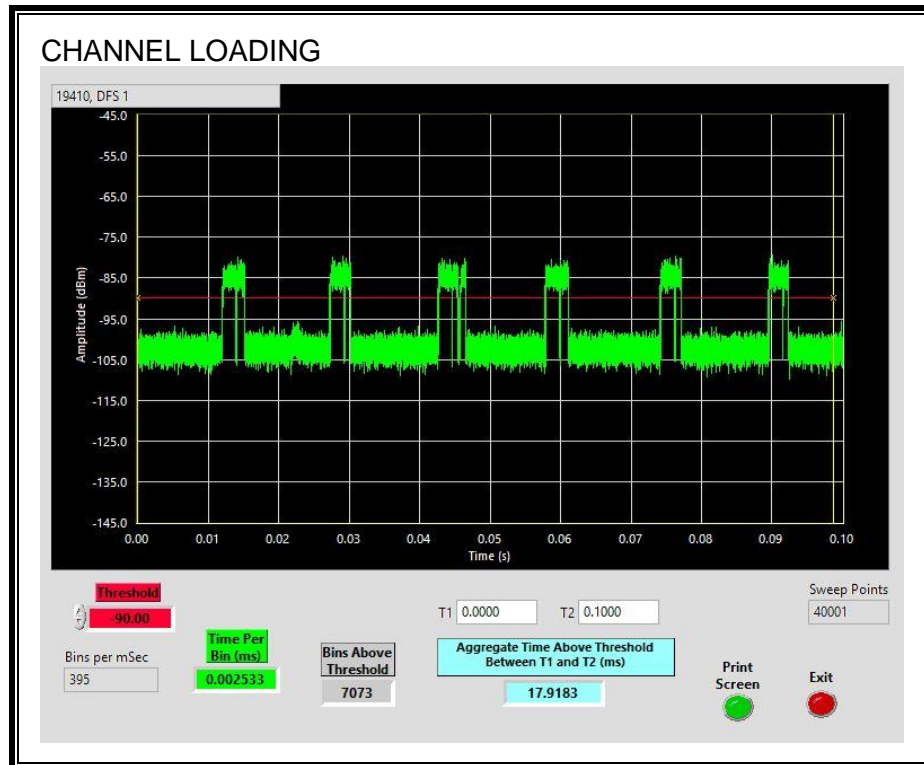 CHANNEL LOADING
19410, DFS 1
-45.0
-55.0
-65.0
-75.0
-85.0
-95.0
-105.0
-115.0
-125.0
-135.0
-145.0
Amplitude (dBm)
0.00 0.01 0.02 0.03 0.04 0.05 0.06 0.07 0.08 0.09 0.10
Time (s)
Threshold
-90.00
Bins per mSec
395
Time Per
Bin (ms)
0.002533
Bins Above
Threshold
7073
T1 0.0000 T2 0.1000
Aggregate Time Above Threshold
Between T1 and T2 (ms)
17.9183
Sweep Points
40001
Print
Screen
Exit